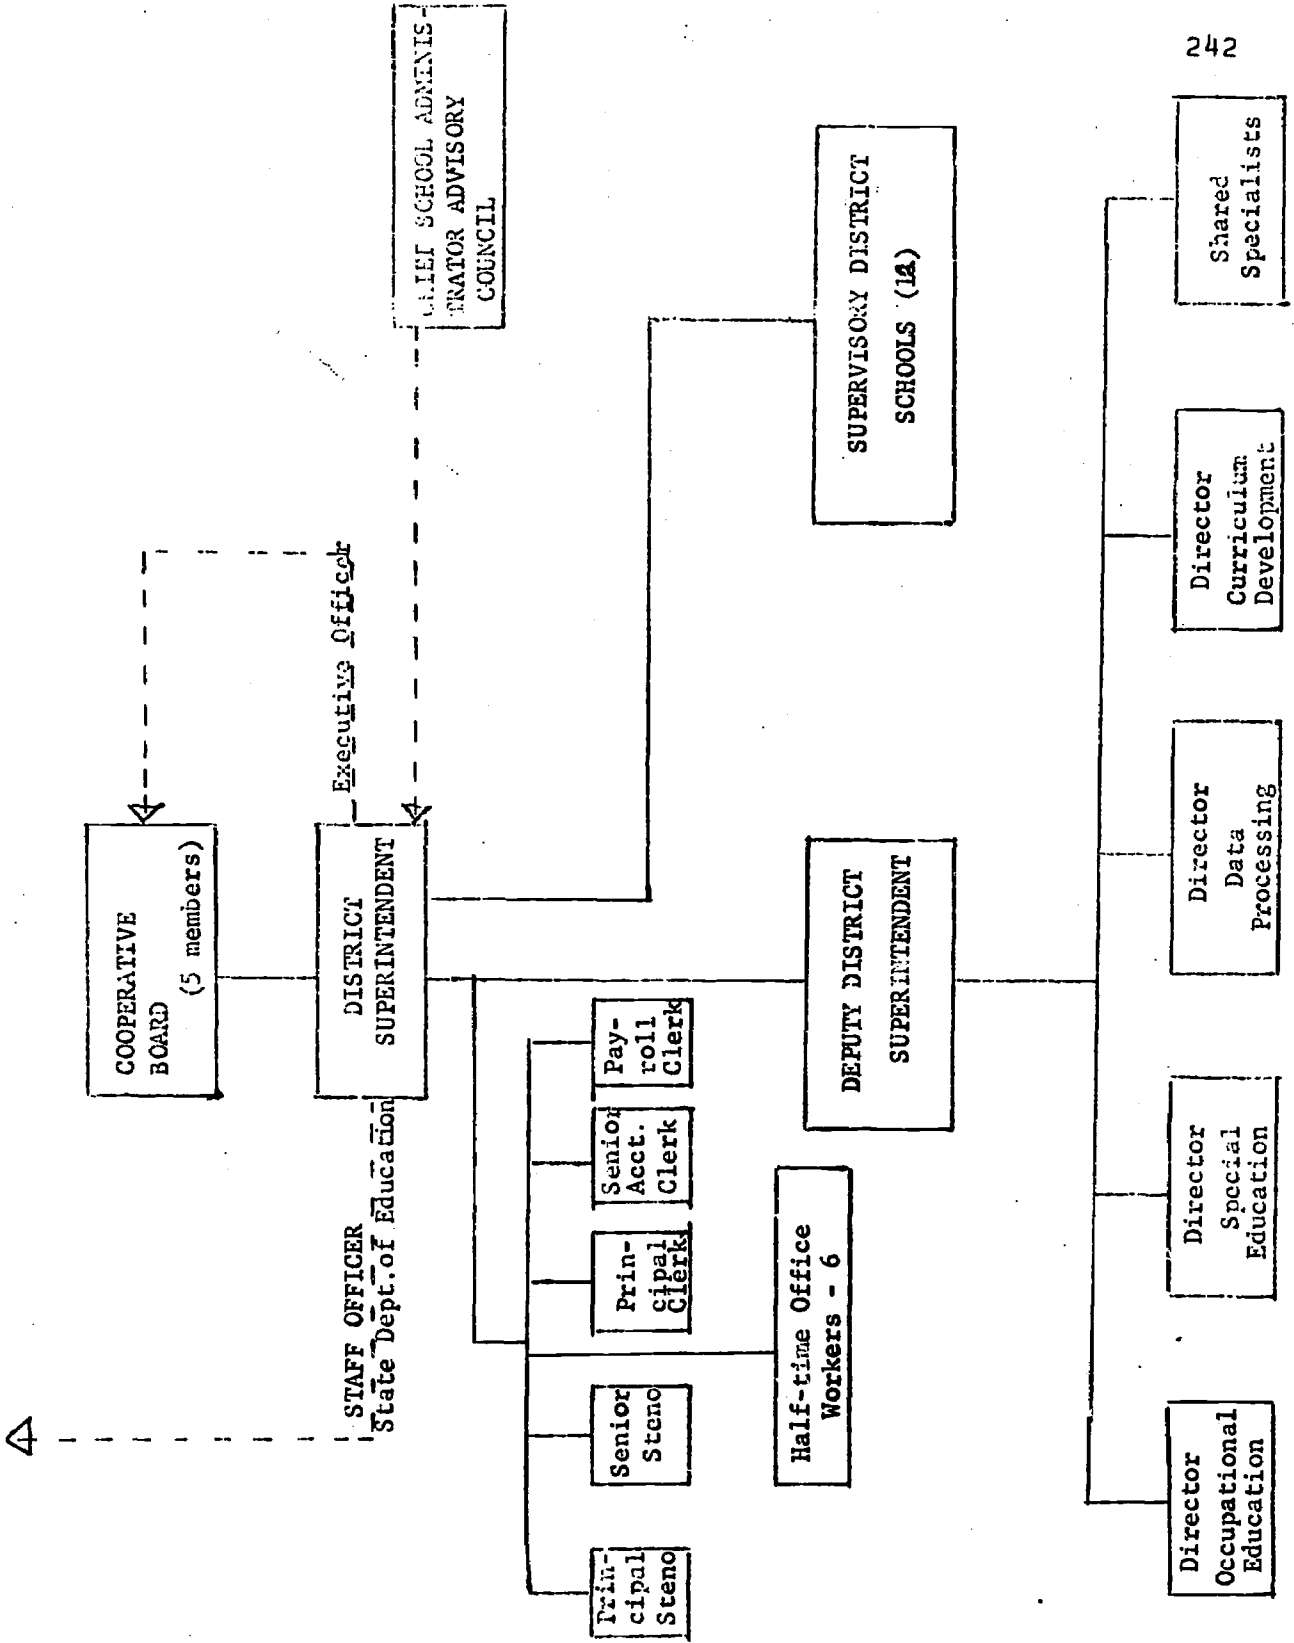 242
COOPERATIVE
BOARD
(5 members)
Executive Officer
STAFF OFFICER
State Dept. of Education
DISTRICT
SUPERINTENDENT
SCHOOL ADMINIS-
TRATOR ADVISORY
COUNCIL
Prin-
cipal
Steno
Senior
Steno
Prin-
cipal
Clerk
Senior
Acct.
Clerk
Pay-
roll
Clerk
Half-time Office
Workers - 6
DEPUTY DISTRICT
SUPERINTENDENT
SUPERVISORY DISTRICT
SCHOOLS
Director
Occupational
Education
Director
Special
Education
Director
Data
Processing
Director
Curriculum
Development
Shared
Specialists